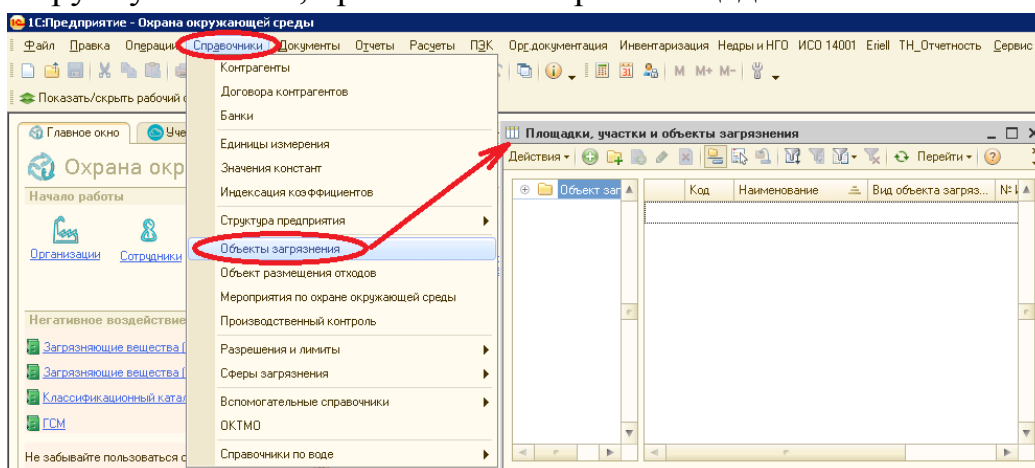 1С:Предприятие - Охрана окружающей среды
Файл Правка Операции Справочники Документы Отчеты Расчеты ПЭК Орг.документация Инвентаризация Недры и НГО ИСО 14001 Eriell ТН_Отчетность Сервис
M M+ M-
Показать/скрыть рабочий
Главное окно
Охрана окр
Начало работы
Организации Сотрудники
Негативное воздействие
Загрязняющие вещества (
Загрязняющие вещества (
Классификационный ката
ГСМ
Не забывайте пользоваться с
Контрагенты
Договора контрагентов
Банки
Единицы измерения
Значения констант
Индексация коэффициентов
Структура предприятия
Объекты загрязнения
Объект размещения отходов
Мероприятия по охране окружающей среды
Производственный контроль
Разрешения и лимиты
Сферы загрязнения
Вспомогательные справочники
ОКТМО
Справочники по воде
Площадки, участки и объекты загрязнения
Действия Перейти
Объект заг
Код Наименование Вид объекта загряз...